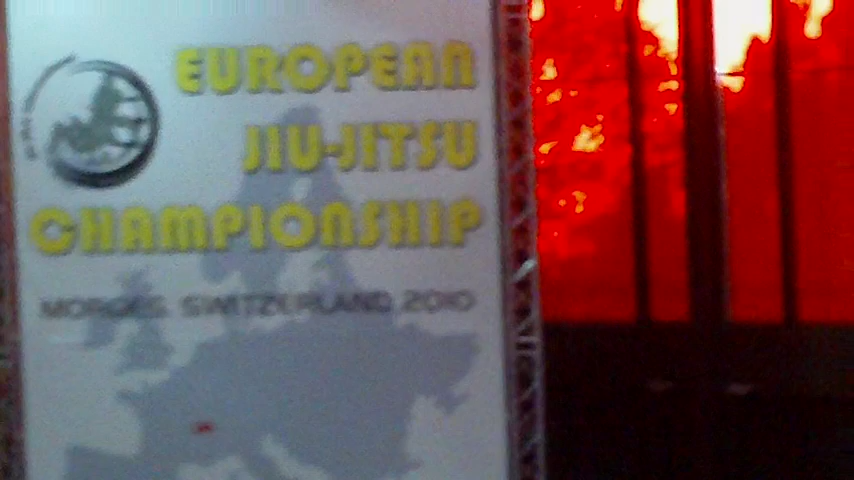 EUROPEAN
JIU-JITSU
CHAMPIONSHIP
MORGES, SWITZERLAND 2010